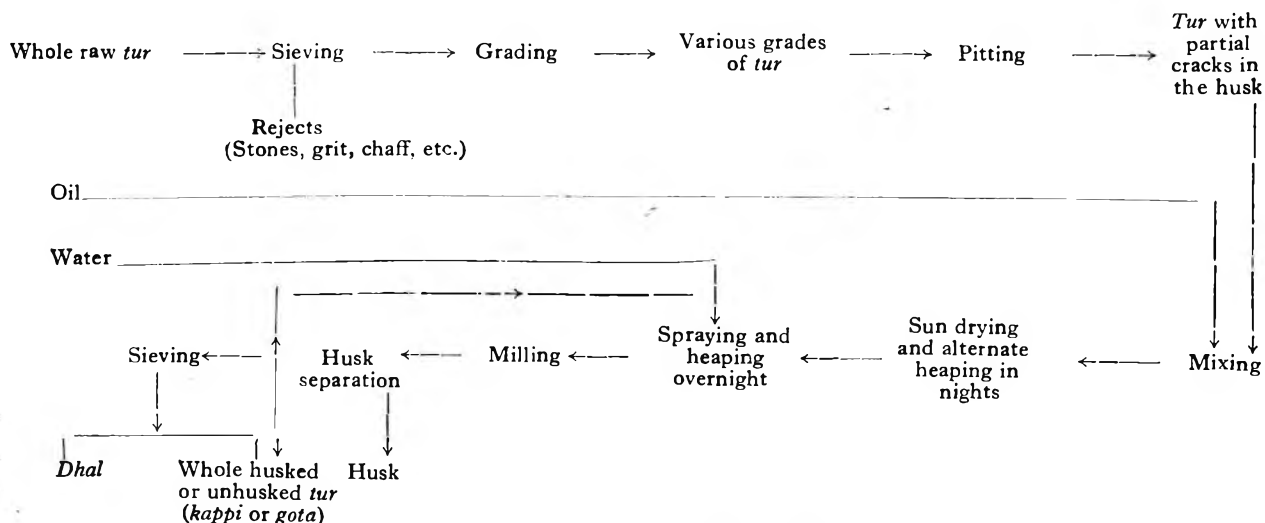 Whole raw tur
Sieving
Grading
Various grades
of tur
Pitting
Tur with
partial
cracks in
the husk
Rejects
(Stones, grit, chaff, etc.)
Oil
Water
Sieving
Husk
separation
Milling
Spraying and
heaping
overnight
Sun drying
and alternate
heaping in
nights
Mixing
Dhal
Whole husked
or unhusked tur
(kappi or gota)
Husk